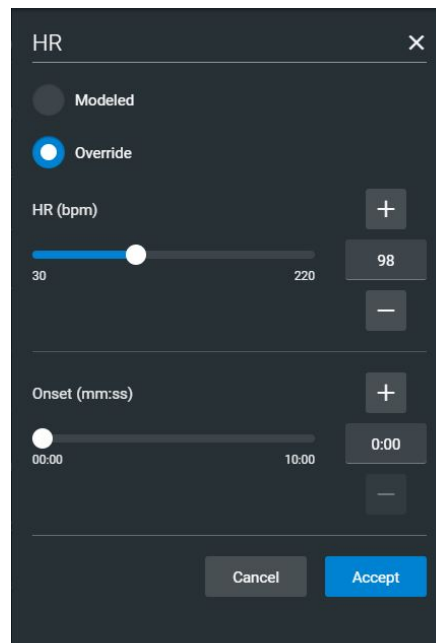 HR
Modeled
Override
HR (bpm)
98
30 220
Onset (mm:ss)
0:00
00:00 10:00
Cancel Accept